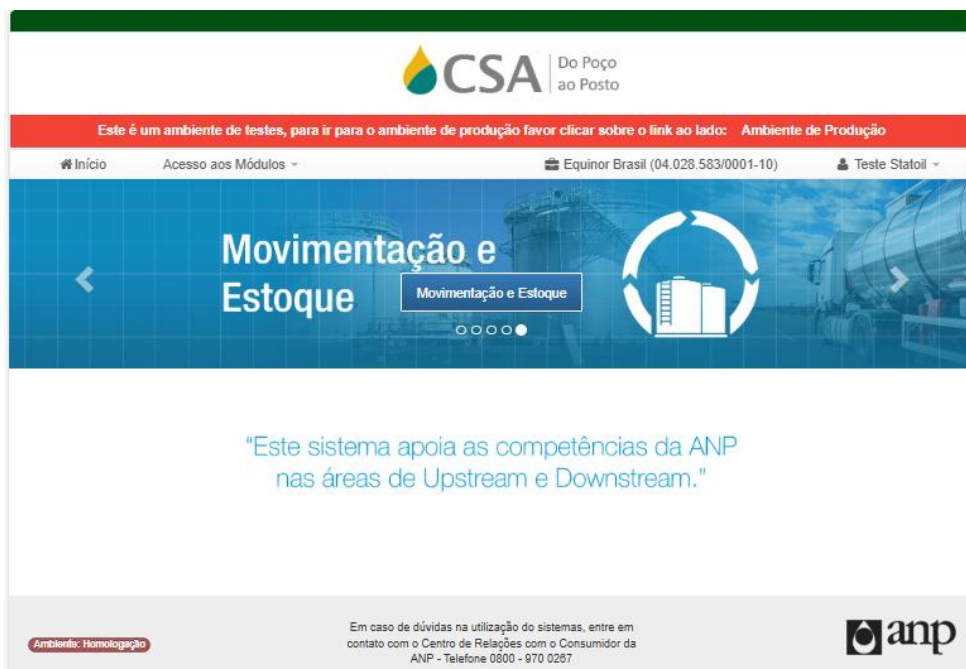 CSA Do Poço
ao Posto
Este é um ambiente de testes, para ir para o ambiente de produção favor clicar sobre o link ao lado: Ambiente de Produção
Início Acesso aos Módulos Equinor Brasil (04.028.583/0001-10) Teste Statoil
Movimentação e
Estoque
Movimentação e Estoque
“Este sistema apoia as competências da ANP
nas áreas de Upstream e Downstream.”
Ambiente: Homologação
Em caso de dúvidas na utilização do sistemas, entre em
contato com o Centro de Relações com o Consumidor da
ANP - Telefone 0800 - 970 0267
anp